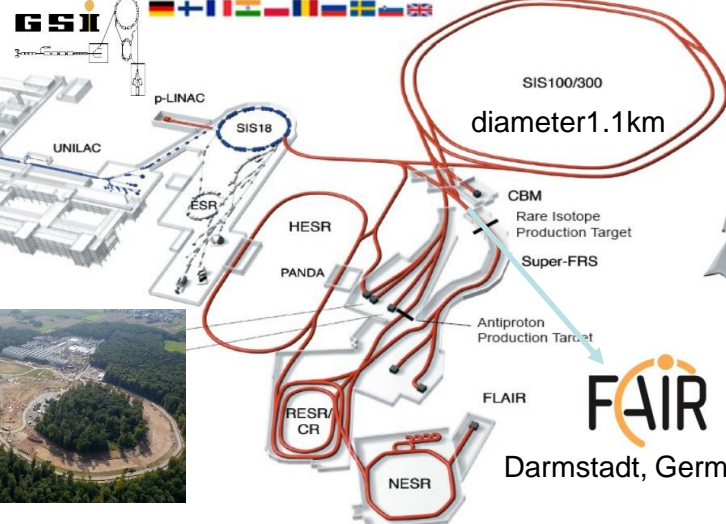 GSI
p-LINAC
SIS100/300
SIS18
diameter1.1km
UNILAC
CBM
ESR
HESR
Rare Isotope
Production Target
PANDA
Super-FRS
Antiproton
Production Target
FLAIR
FAIR
RESR/
CR
Darmstadt, Germ
NESR